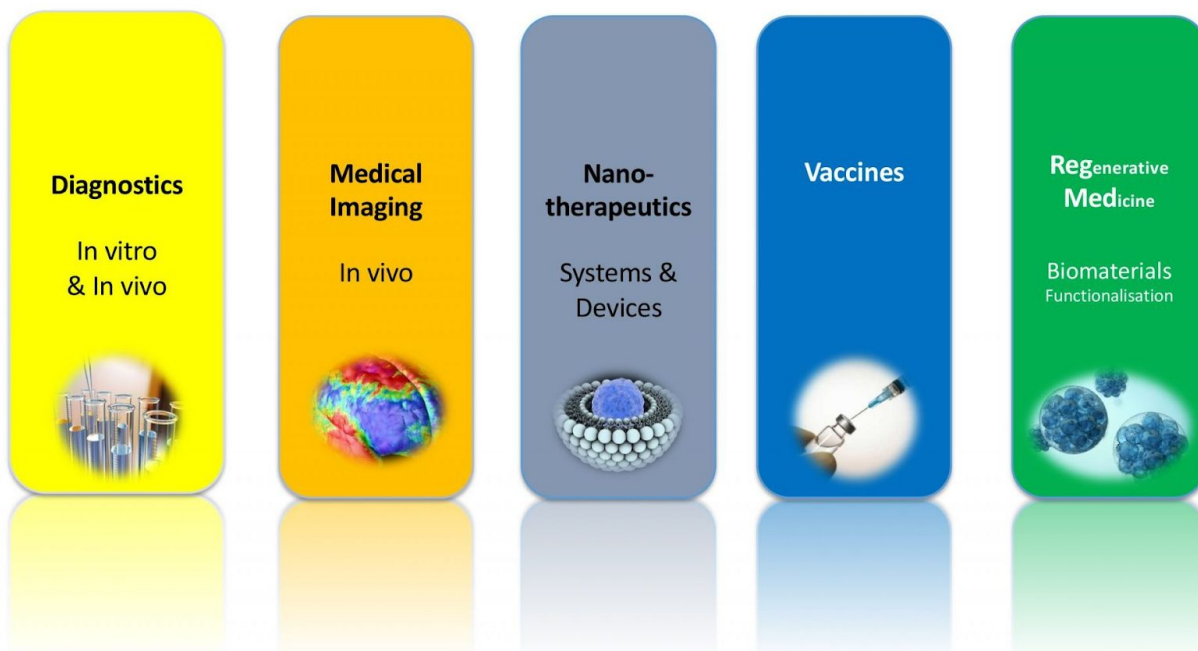 Diagnostics
In vitro
& In vivo
Medical
Imaging
In vivo
Nano-
therapeutics
Systems &
Devices
Vaccines
Regenerative
Medicine
Biomaterials
Functionalisation